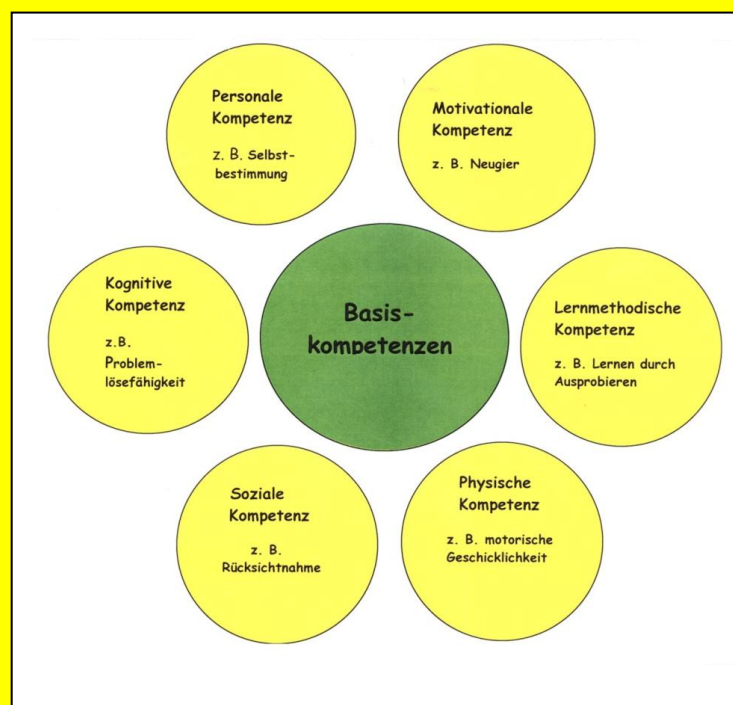 Personale
Kompetenz
z. B. Selbst-
bestimmung
Motivationale
Kompetenz
z. B. Neugier
Kognitive
Kompetenz
z.B.
Problem-
lösefähigkeit
Basis-
kompetenzen
Lernmethodische
Kompetenz
z. B. Lernen durch
Ausprobieren
Soziale
Kompetenz
z. B.
Rücksichtnahme
Physische
Kompetenz
z. B. motorische
Geschicklichkeit